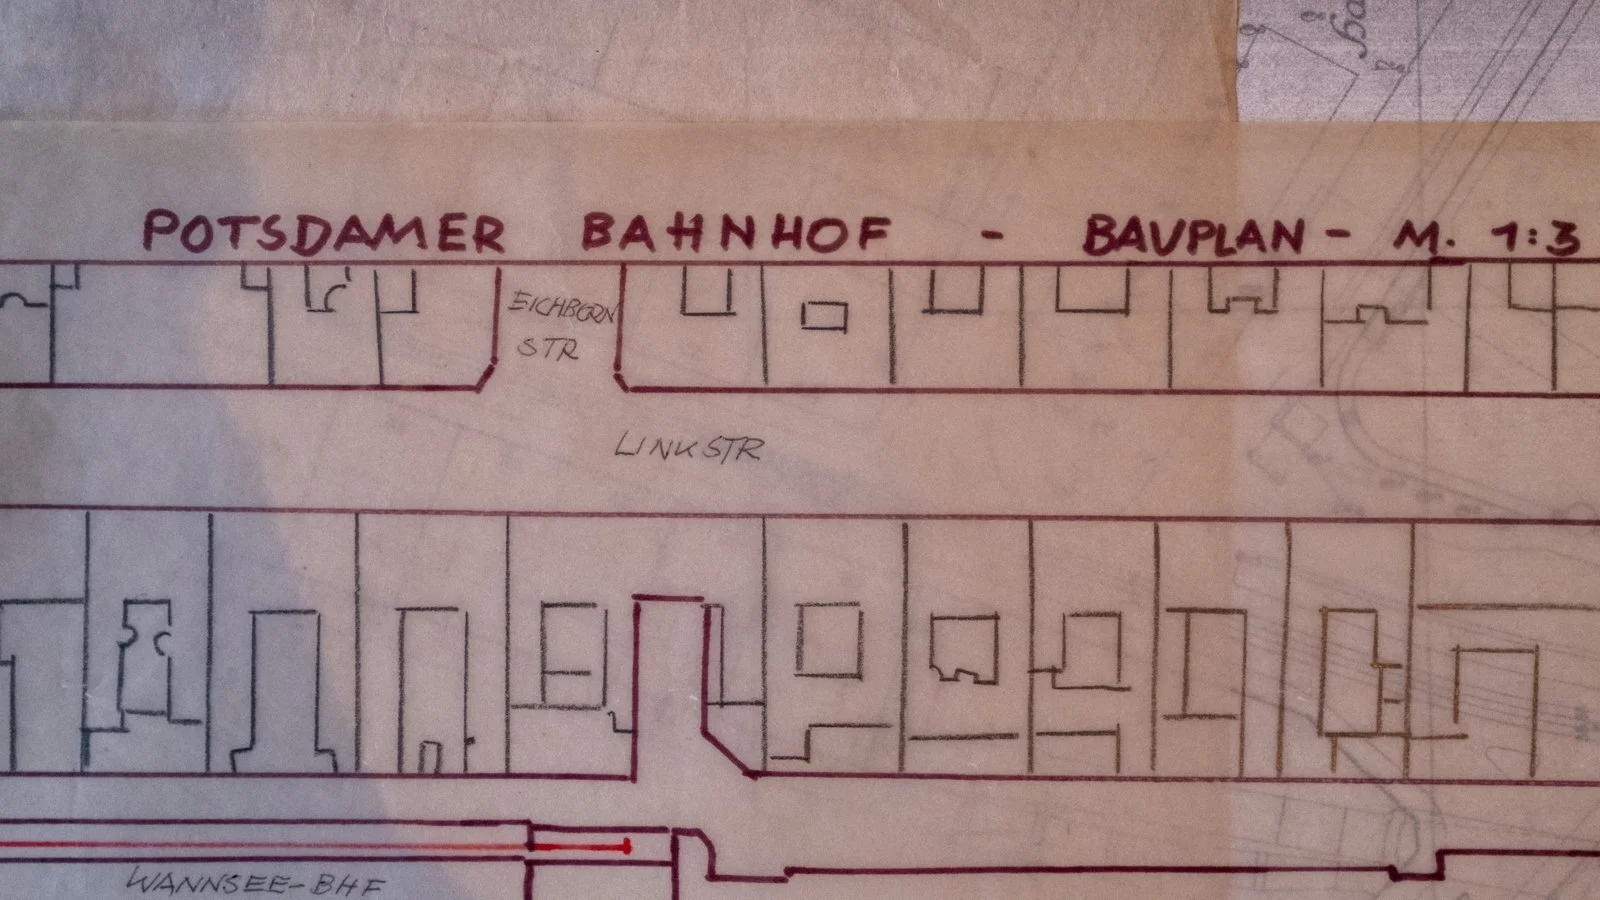 POTSDAMER BAHNHOF - BAUPLAN - M. 1:3
EICHBORN
STR
LINKSTR
WANNSEE-BHF